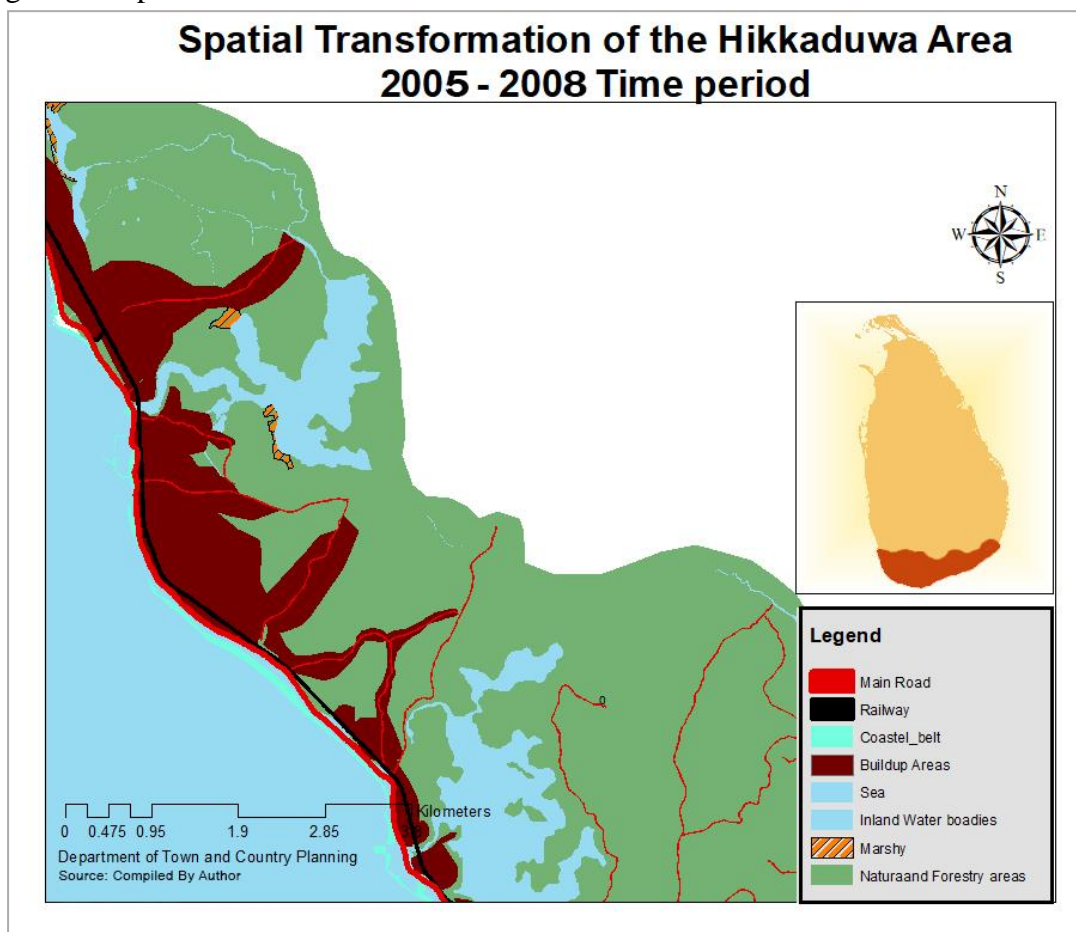 Spatial Transformation of the Hikkaduwa Area
2005 - 2008 Time period
N
W E
S
Legend
Main Road
Railway
Coastel_belt
Buildup Areas
Sea
Inland Water boadies
Marshy
Naturaand Forestry areas
Kilometers
0 0.475 0.95 1.9 2.85
Department of Town and Country Planning
Source: Compiled By Author